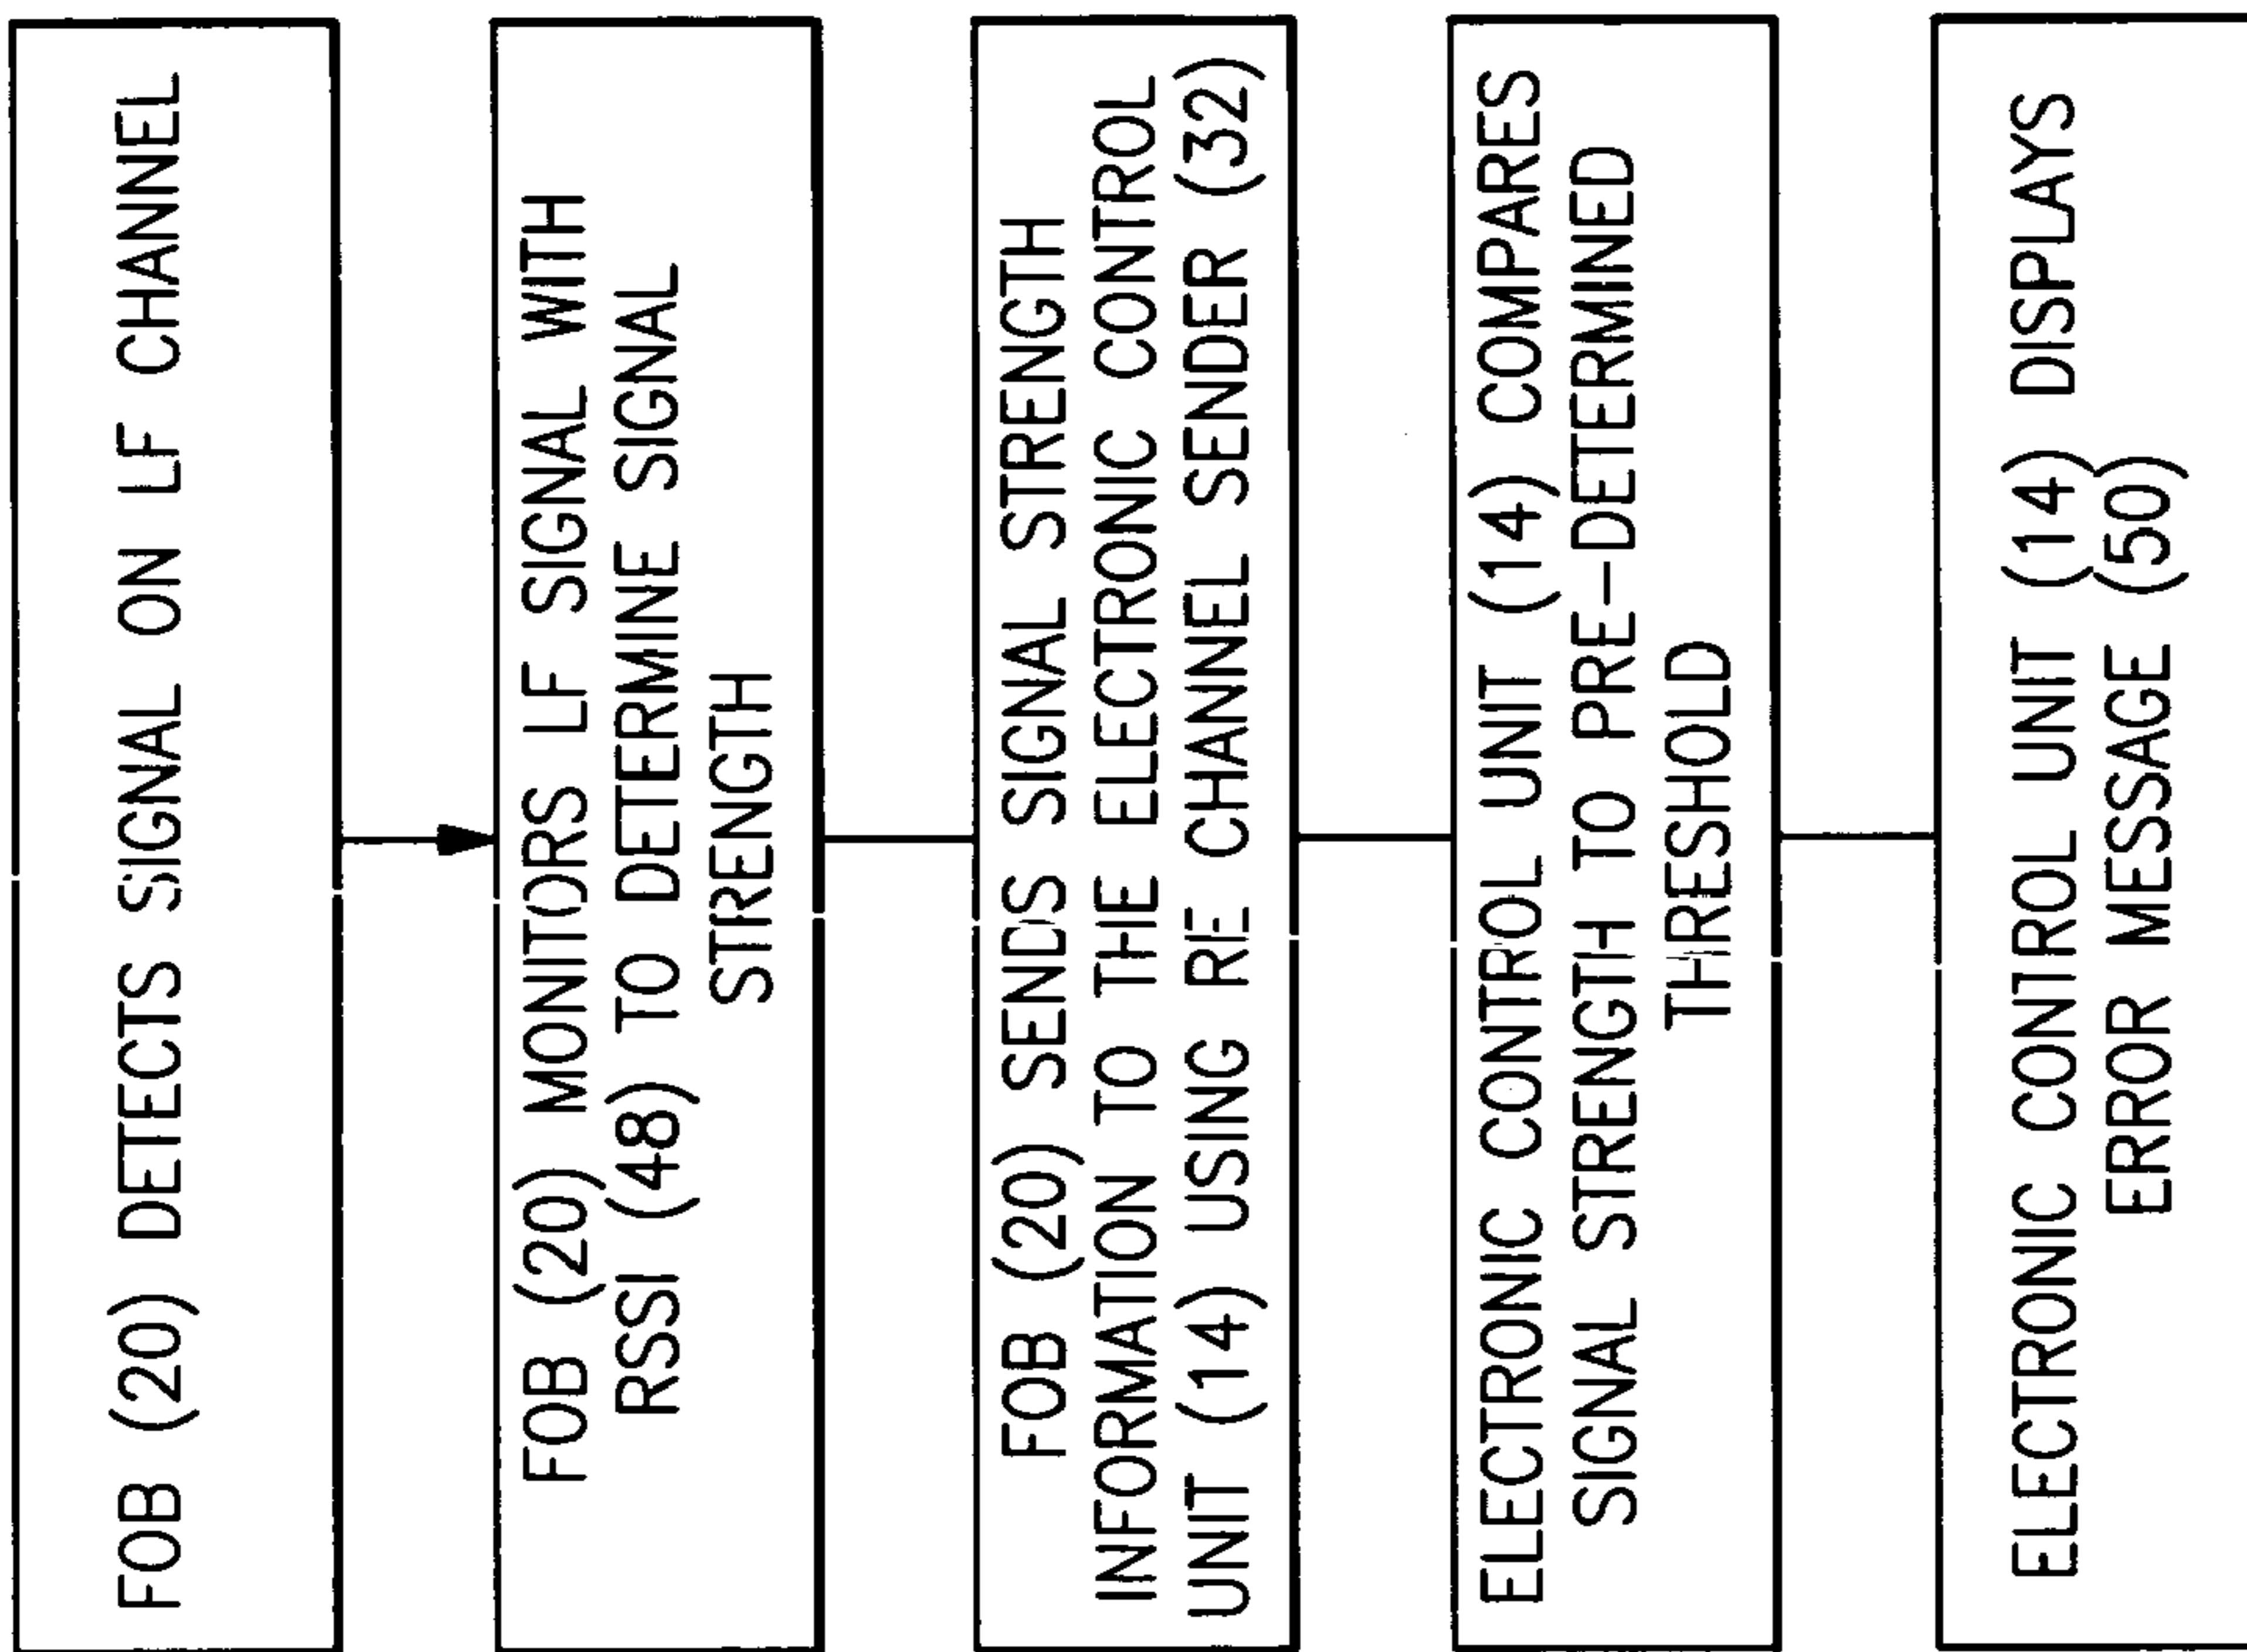 FOB (20) DETECTS SIGNAL ON LF CHANNEL
FOB (20) MONITORS LF SIGNAL WITH
RSSI (48) TO DETERMINE SIGNAL
STRENGTH
FOB (20) SENDS SIGNAL STRENGTH
INFORMATION TO THE ELECTRONIC CONTROL
UNIT (14) USING RF CHANNEL SENDER (32)
ELECTRONIC CONTROL UNIT (14) COMPARES
SIGNAL STRENGTH TO PRE-DETERMINED
THRESHOLD
ELECTRONIC CONTROL UNIT (14) DISPLAYS
ERROR MESSAGE (50)